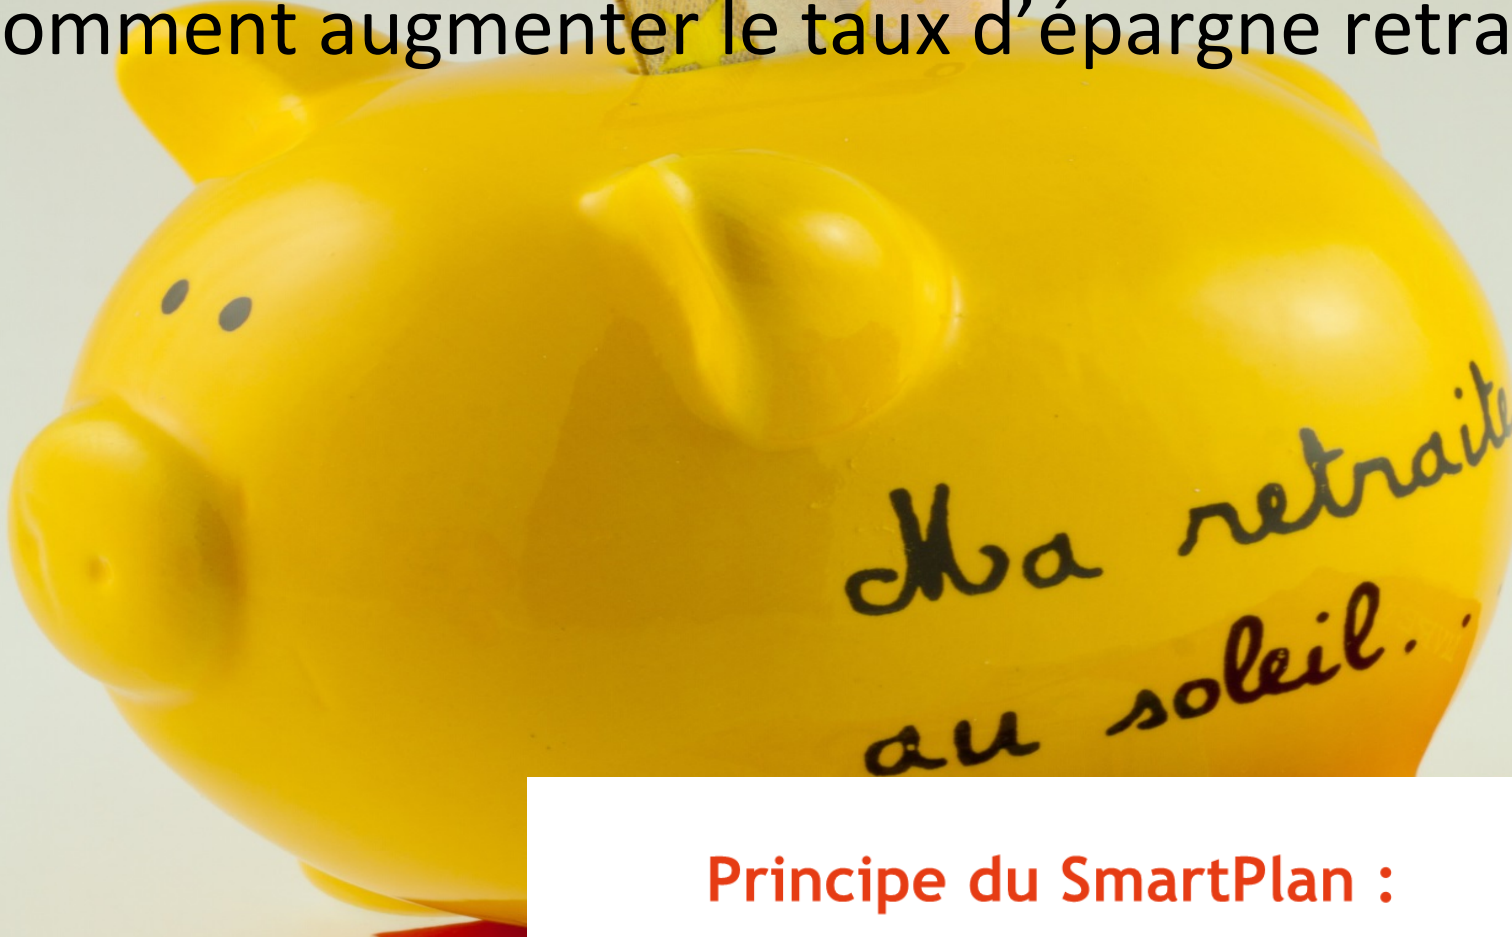 omment augmenter le taux d’épargne retra
Ma retraite
au soleil..
Principe du SmartPlan :